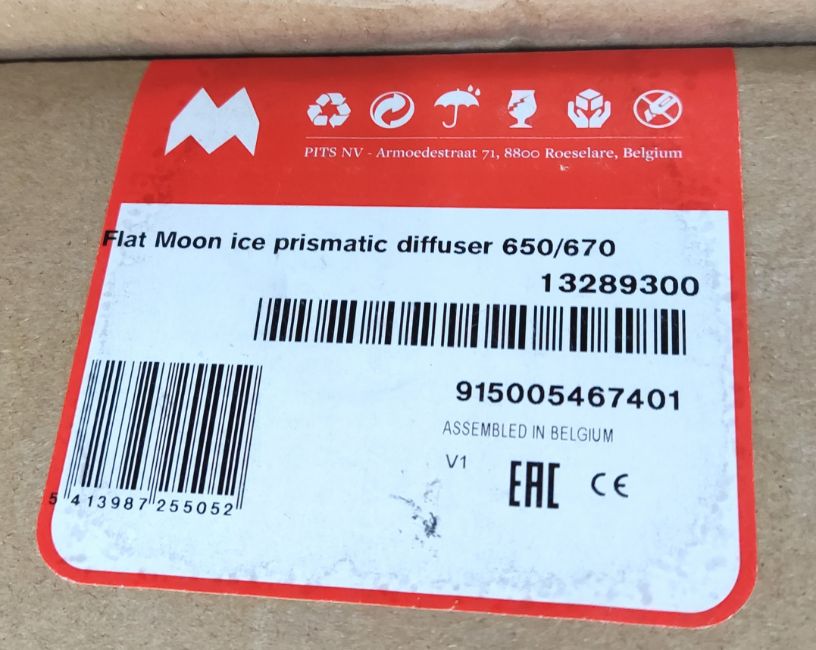 PITS NV - Armoedestraat 71, 8800 Roeselare, Belgium
Flat Moon ice prismatic diffuser 650/670
13289300
915005467401
ASSEMBLED IN BELGIUM
V1
EAC CE
5 413987 255052